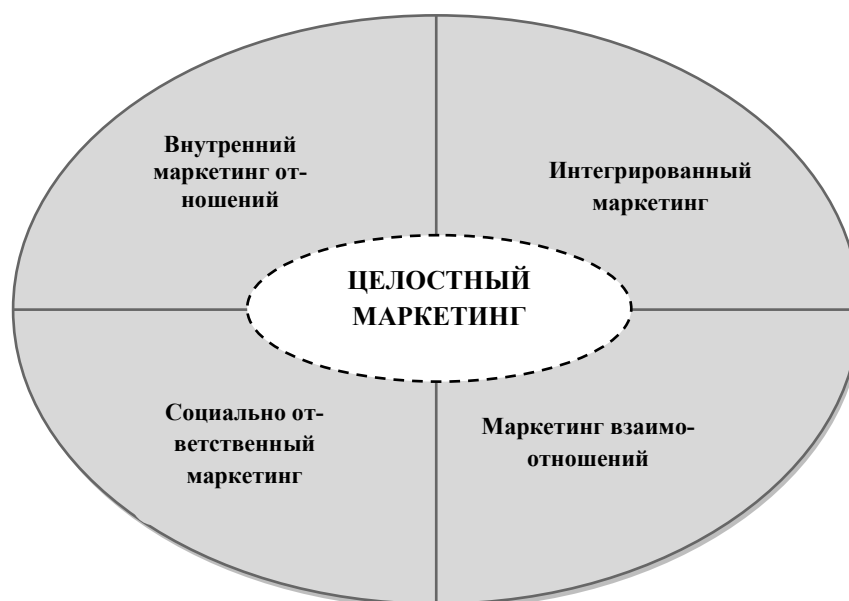 Внутренний
маркетинг от-
ношений
Интегрированный
маркетинг
ЦЕЛОСТНЫЙ
МАРКЕТИНГ
Социально от-
ветственный
маркетинг
Маркетинг взаимо-
отношений